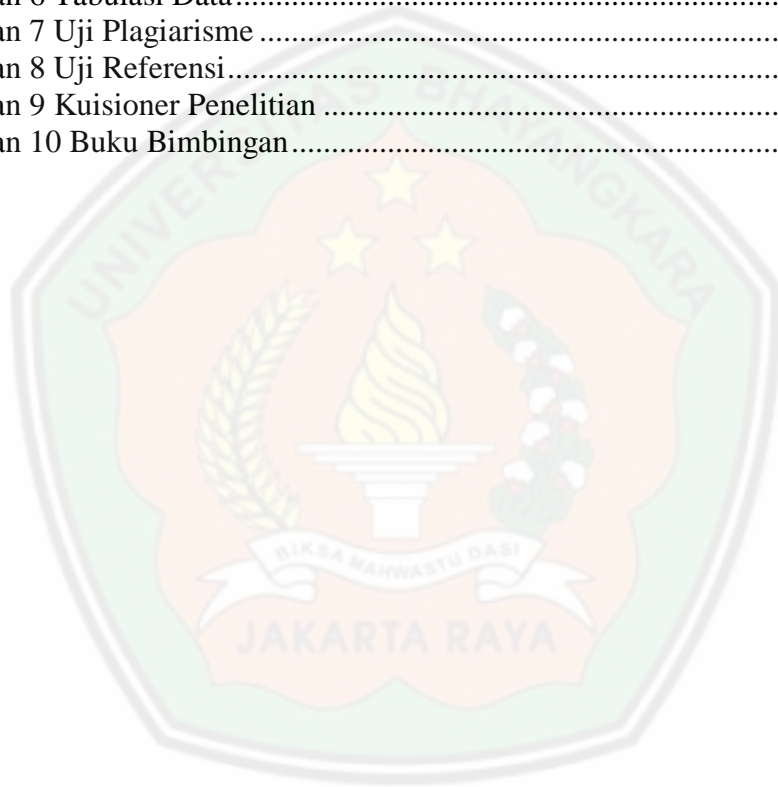 an 6 Tabulasi Data....................................................................
an 7 Uji Plagiarisme .................................................................
an 8 Uji Referensi.....................................................................
an 9 Kuisioner Penelitian .........................................................
an 10 Buku Bimbingan.............................................................
UNIVERSITAS BHAYANGKARA
BIKSA MAHWASTU DASI
JAKARTA RAYA